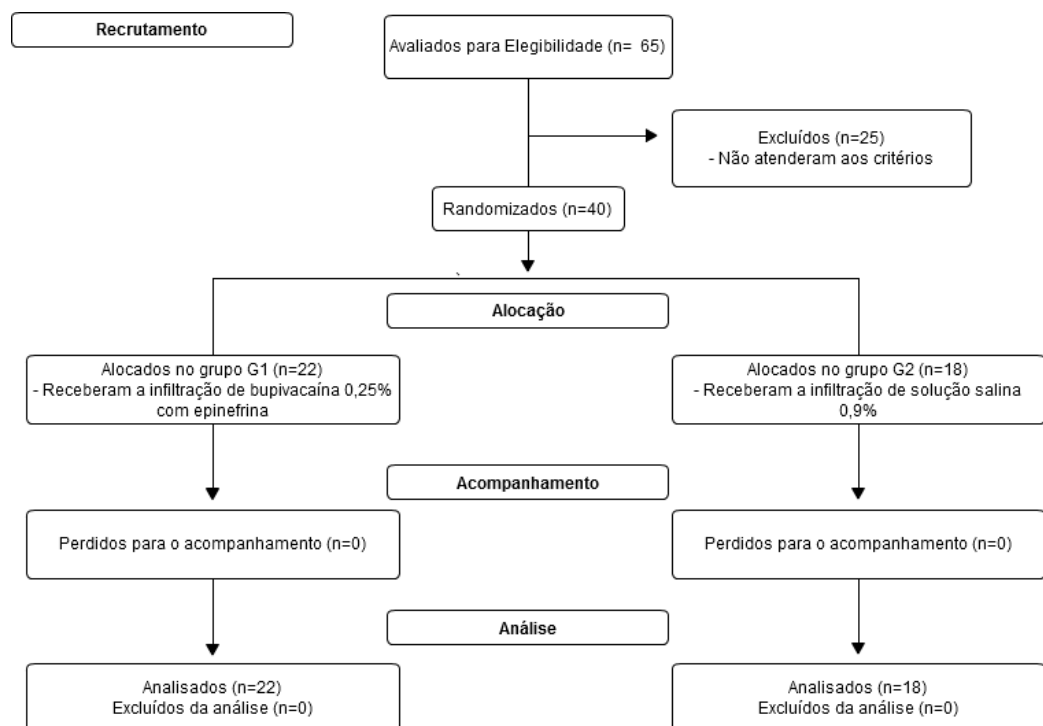 Recrutamento
Avaliados para Elegibilidade (n=  65)
Excluídos (n=25)
- Não atenderam aos critérios
Randomizados (n=40)
Alocação
Alocados no grupo G1 (n=22)
- Receberam a infiltração de bupivacaína 0,25%
com epinefrina
Alocados no grupo G2 (n=18)
- Receberam a infiltração de solução salina
0,9%
Acompanhamento
Perdidos para o acompanhamento (n=0)
Perdidos para o acompanhamento (n=0)
Análise
Analisados (n=22)
Excluídos da análise (n=0)
Analisados (n=18)
Excluídos da análise (n=0)